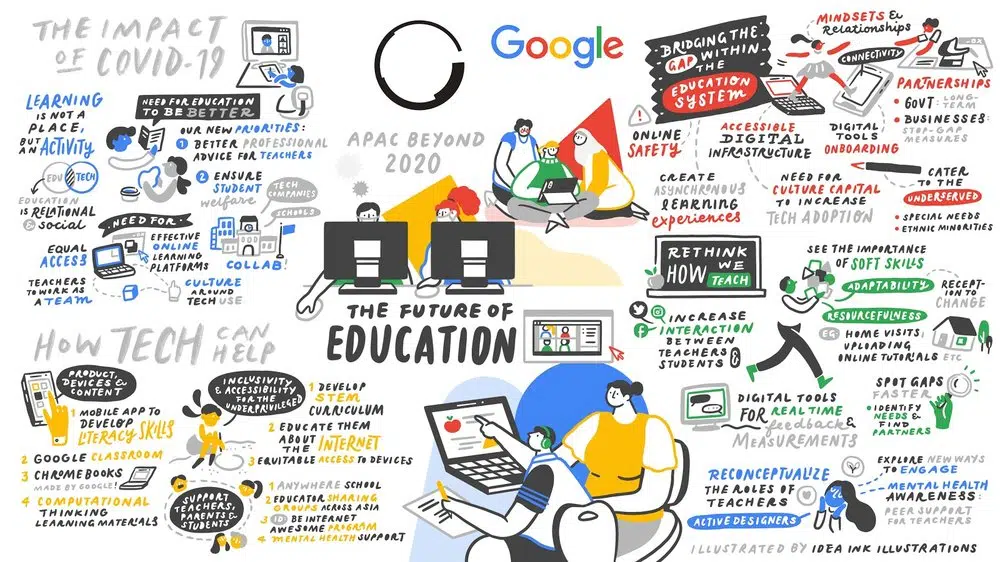 THE IMPACT
OF COVID-19
LEARNING
IS NOT A
PLACE,
BUT
AN ACTIVITY
EDU TECH
EDUCATION
IS RELATIONAL
& SOCIAL
NEED FOR EDUCATION
TO BE BETTER
OUR NEW PRIORITIES:
1 BETTER PROFESSIONAL
ADVICE FOR TEACHERS
2 ENSURE
STUDENT
welfare
TECH
COMPANIES
SCHOOLS
COLLAB!
NEED FOR
EQUAL
ACCESS
EFFECTIVE
ONLINE
LEARNING
PLATFORMS
TEACHERS
TO WORK AS
A TEAM
CULTURE
AROUND
TECH USE
HOW TECH CAN
HELP
PRODUCT,
DEVICES &
CONTENT
1 MOBILE APP TO
DEVELOP
LITERACY SKILLS
2 GOOGLE CLASSROOM
3 CHROMEBOOKS
MADE BY GOOGLE!
4 COMPUTATIONAL
THINKING
LEARNING MATERIALS
INCLUSIVITY
& ACCESSIBILITY
FOR THE
UNDERPRIVILEGED
1 DEVELOP
STEM
CURRICULUM
2 EDUCATE THEM
ABOUT
THE INTERNET
3 EQUITABLE ACCESS TO DEVICES
SUPPORT
TEACHERS,
PARENTS &
STUDENTS
1 ANYWHERE SCHOOL
2 EDUCATOR SHARING
GROUPS ACROSS ASIA
3 BE INTERNET
AWESOME PROGRAM
4 MENTAL HEALTH SUPPORT
Google
APAC BEYOND
2020
THE FUTURE OF
EDUCATION
BRIDGING THE
GAP WITHIN
THE
EDUCATION
SYSTEM
MINDSETS &
Relationships
CONNECTIVITY
PARTNERSHIPS
• GOVT: LONG-
TERM
• BUSINESSES:
STOP-GAP
MEASURES
ONLINE
SAFETY
ACCESSIBLE
DIGITAL
INFRASTRUCTURE
DIGITAL
TOOLS
ONBOARDING
CREATE
ASYNCHRONOUS
LEARNING
experiences
NEED FOR
CULTURE CAPITAL
TO INCREASE
TECH ADOPTION
CATER
TO THE
UNDERSERVED
• SPECIAL NEEDS
• ETHNIC MINORITIES
RETHINK
HOW WE
TEACH
SEE THE IMPORTANCE
OF SOFT SKILLS
ADAPTABILITY
RECEPT-
ION TO
CHANGE
RESOURCEFULNESS
EG: HOME VISITS,
UPLOADING
ONLINE TUTORIALS ETC
INCREASE
INTERACTION
BETWEEN
TEACHERS &
STUDENTS
DIGITAL TOOLS
FOR REAL TIME
feedback &
MEASUREMENTS
SPOT GAPS
FASTER
• IDENTIFY
NEEDS &
FIND
PARTNERS
RECONCEPTUALIZE
THE ROLES OF
TEACHERS
ACTIVE DESIGNERS
EXPLORE NEW WAYS
TO ENGAGE
MENTAL HEALTH
AWARENESS:
PEER SUPPORT
FOR TEACHERS
ILLUSTRATED BY IDEA INK ILLUSTRATIONS